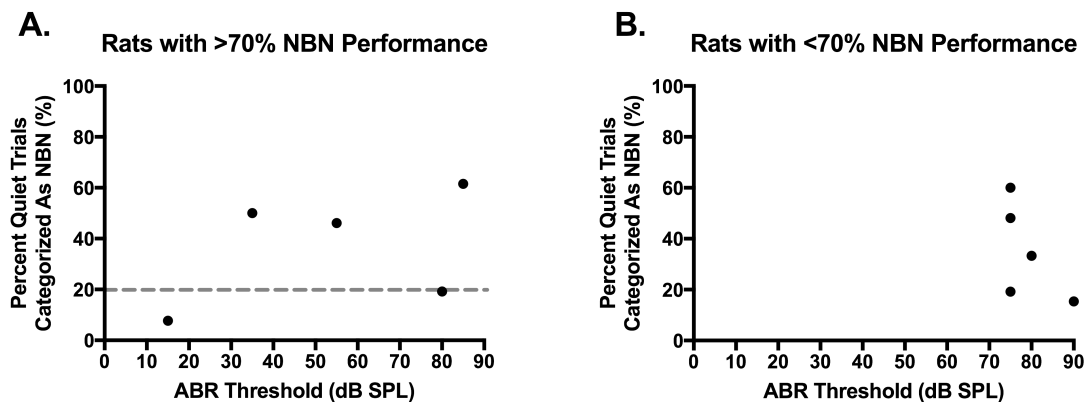 A.
Rats with >70% NBN Performance
Percent Quiet Trials
Categorized As NBN (%)
100
80
60
40
20
0
0 10 20 30 40 50 60 70 80 90
ABR Threshold (dB SPL)
B.
Rats with <70% NBN Performance
Percent Quiet Trials
Categorized As NBN (%)
100
80
60
40
20
0
0 10 20 30 40 50 60 70 80 90
ABR Threshold (dB SPL)